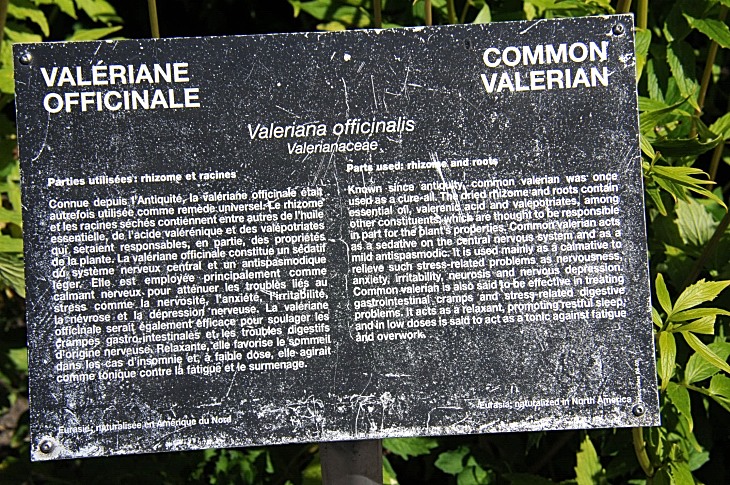 VALÉRIANE
OFFICINALE
COMMON
VALERIAN
Valeriana officinalis
Valerianaceae
Parties utilisées : rhizome et racines
Connue depuis l'Antiquité, la valériane officinale était
autrefois utilisée comme remède universel. Le rhizome
et les racines séchés contiennent entre autres de l'huile
essentielle, de l'acide valérénique et des valépotriates
qui seraient responsables, en partie, des propriétés
de la plante. La valériane officinale constitue un sédatif
du système nerveux central et un antispasmodique
léger. Elle est employée principalement comme
calmant nerveux pour atténuer les troubles liés au
stress comme la nervosité, l'anxiété, l'irritabilité,
la névrose et la dépression nerveuse. La valériane
officinale serait également efficace pour soulager les
crampes gastro-intestinales et les troubles digestifs
d'origine nerveuse. Relaxante, elle favorise le sommeil
dans les cas d'insomnie et, à faible dose, elle agirait
comme tonique contre la fatigue et le surmenage.
Eurasie; naturalisée en Amérique du Nord
Parts used: rhizome and roots
Known since antiquity, common valerian was once
used as a cure-all. The dried rhizome and roots contain
essential oil, valerenic acid and valepotriates, among
other constituents, which are thought to be responsible
in part for the plant's properties. Common valerian acts
as a sedative on the central nervous system and as a
mild antispasmodic. It is used mainly as a calmative to
relieve such stress-related problems as nervousness,
anxiety, irritability, neurosis and nervous depression.
Common valerian is also said to be effective in treating
gastrointestinal cramps and stress-related digestive
problems. It acts as a relaxant, promoting restful sleep,
and in low doses is said to act as a tonic against fatigue
and overwork.
Eurasia; naturalized in North America